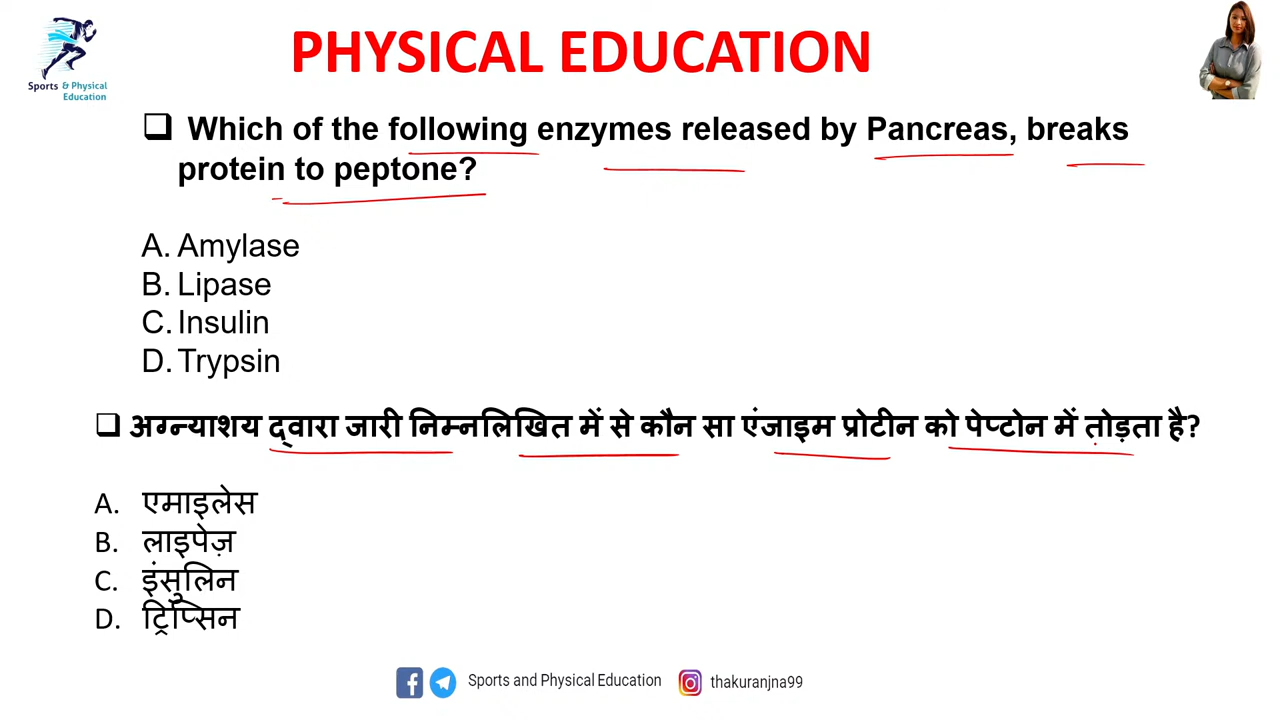 Sports & Physical
Education
PHYSICAL EDUCATION
Which of the following enzymes released by Pancreas, breaks
protein to peptone?
A. Amylase
B. Lipase
C. Insulin
D. Trypsin
अग्न्याशय द्वारा जारी निम्नलिखित में से कौन सा एंजाइम प्रोटीन को पेप्टोन में तोड़ता है?
A. एमाइलेस
B. लाइपेज़
C. इंसुलिन
D. ट्रिप्सिन
Sports and Physical Education thakuranjna99